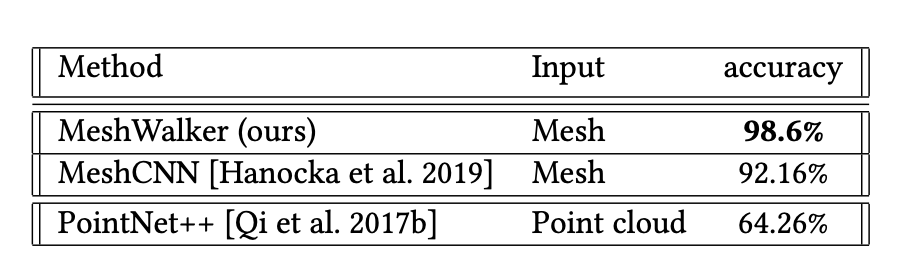 Method Input accuracy
MeshWalker (ours) Mesh 98.6%
MeshCNN [Hanocka et al. 2019] Mesh 92.16%
PointNet++ [Qi et al. 2017b] Point cloud 64.26%